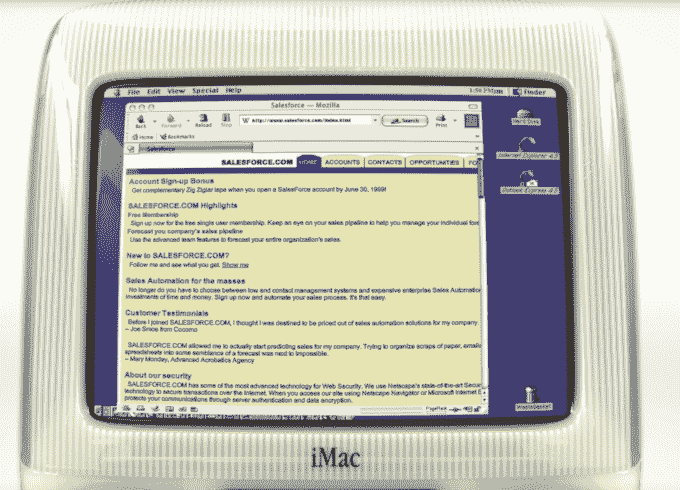 File Edit View Special Help
Finder
Salesforce — Mozilla
Back Forward Reload Stop
http://www.salesforce.com/index.html
Search
Print
Home Bookmarks
Salesforce
SALESFORCE.COM HOME ACCOUNTS CONTACTS OPPORTUNITIES FO
Account Sign-up Bonus
Get complementary Zig Ziglar tape when you open a SalesForce account by June 30, 1999!
SALESFORCE.COM Highlights
Free Membership
Sign up now for the free single user membership. Keep an eye on your sales pipeline to help you manage your individual fore
Forecast you company's sales pipeline
Use the advanced team features to forecast your entire organization's sales.
New to SALESFORCE.COM?
Follow me and see what you get. Show me
Sales Automation for the masses
No longer do you have to choose between low end contact management systems and expensive enterprise Sales Automatio
investments of time and money. Sign up now and automate your sales process. It's that easy.
Customer Testimonials
Before I joined SALESFORCE.COM, I thought I was destined to be priced out of sales automation solutions for my company.
– Joe Smoe from Cocomo
SALESFORCE.COM allowed me to actually start predicting sales for my company. Trying to organize scraps of paper, emails
spreadsheets into some semblance of a forecast was next to impossible.
– Mary Monday, Advanced Acrobatics Agency
About our security
SALESFORCE.COM has some of the most advanced technology for Web Security. We use Netscape's state-of-the-art Secur
technology to secure transactions over the Internet. When you access our site using Netscape Navigator or Microsoft Internet E
protects your communications through server authentication and data encryption.
Hard Disk
Internet Explorer 4.5
Outlook Express 4.5
Wastebasket
iMac